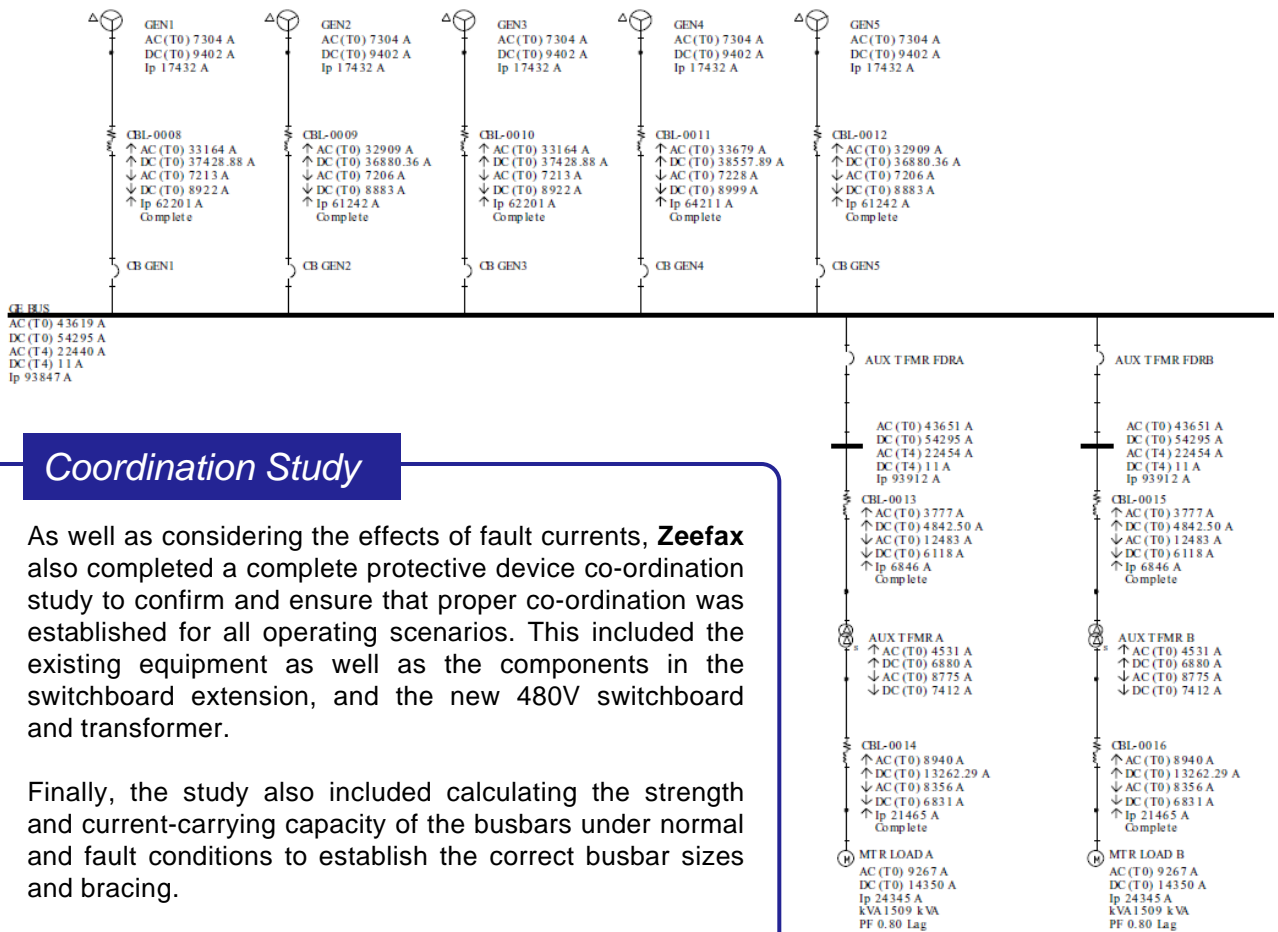 GEN1
AC (T0) 7304 A
DC (T0) 9402 A
Ip 17432 A
GEN2
AC (T0) 7304 A
DC (T0) 9402 A
Ip 17432 A
GEN3
AC (T0) 7304 A
DC (T0) 9402 A
Ip 17432 A
GEN4
AC (T0) 7304 A
DC (T0) 9402 A
Ip 17432 A
GEN5
AC (T0) 7304 A
DC (T0) 9402 A
Ip 17432 A
CBL-0008
↑ AC (T0) 33164 A
↑ DC (T0) 37428.88 A
↓ AC (T0) 7213 A
↓ DC (T0) 8922 A
↑ Ip 62201 A
Complete
CBL-0009
↑ AC (T0) 32909 A
↑ DC (T0) 36880.36 A
↓ AC (T0) 7206 A
↓ DC (T0) 8883 A
↑ Ip 61242 A
Complete
CBL-0010
↑ AC (T0) 33164 A
↑ DC (T0) 37428.88 A
↓ AC (T0) 7213 A
↓ DC (T0) 8922 A
↑ Ip 62201 A
Complete
CBL-0011
↑ AC (T0) 33679 A
↑ DC (T0) 38557.89 A
↓ AC (T0) 7228 A
↓ DC (T0) 8999 A
↑ Ip 64211 A
Complete
CBL-0012
↑ AC (T0) 32909 A
↑ DC (T0) 36880.36 A
↓ AC (T0) 7206 A
↓ DC (T0) 8883 A
↑ Ip 61242 A
Complete
CB GEN1
CB GEN2
CB GEN3
CB GEN4
CB GEN5
GE BUS
AC (T0) 43619 A
DC (T0) 54295 A
AC (T4) 22440 A
DC (T4) 11 A
Ip 93847 A
AUX TFMR FDRA
AC (T0) 43651 A
DC (T0) 54295 A
AC (T4) 22454 A
DC (T4) 11 A
Ip 93912 A
CBL-0013
↑ AC (T0) 3777 A
↑ DC (T0) 4842.50 A
↓ AC (T0) 12483 A
↓ DC (T0) 6118 A
↑ Ip 6846 A
Complete
AUX TFMR A
S
↑ AC (T0) 4531 A
↑ DC (T0) 6880 A
↓ AC (T0) 8775 A
↓ DC (T0) 7412 A
CBL-0014
↑ AC (T0) 8940 A
↑ DC (T0) 13262.29 A
↓ AC (T0) 8356 A
↓ DC (T0) 6831 A
↑ Ip 21465 A
Complete
M
MTR LOAD A
AC (T0) 9267 A
DC (T0) 14350 A
Ip 24345 A
kVA 1509 kVA
PF 0.80 Lag
AUX TFMR FDRB
AC (T0) 43651 A
DC (T0) 54295 A
AC (T4) 22454 A
DC (T4) 11 A
Ip 93912 A
CBL-0015
↑ AC (T0) 3777 A
↑ DC (T0) 4842.50 A
↓ AC (T0) 12483 A
↓ DC (T0) 6118 A
↑ Ip 6846 A
Complete
AUX TFMR B
S
↑ AC (T0) 4531 A
↑ DC (T0) 6880 A
↓ AC (T0) 8775 A
↓ DC (T0) 7412 A
CBL-0016
↑ AC (T0) 8940 A
↑ DC (T0) 13262.29 A
↓ AC (T0) 8356 A
↓ DC (T0) 6831 A
↑ Ip 21465 A
Complete
M
MTR LOAD B
AC (T0) 9267 A
DC (T0) 14350 A
Ip 24345 A
kVA 1509 kVA
PF 0.80 Lag
Coordination Study
As well as considering the effects of fault currents, Zeefax
also completed a complete protective device co-ordination
study to confirm and ensure that proper co-ordination was
established for all operating scenarios. This included the
existing equipment as well as the components in the
switchboard extension, and the new 480V switchboard
and transformer.
Finally, the study also included calculating the strength
and current-carrying capacity of the busbars under normal
and fault conditions to establish the correct busbar sizes
and bracing.